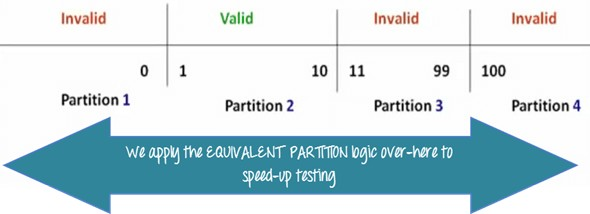 Invalid Valid Invalid Invalid
0 1 10 11 99 100
Partition 1 Partition 2 Partition 3 Partition 4
We apply the EQUIVALENT PARTITION logic over-here to
speed-up testing